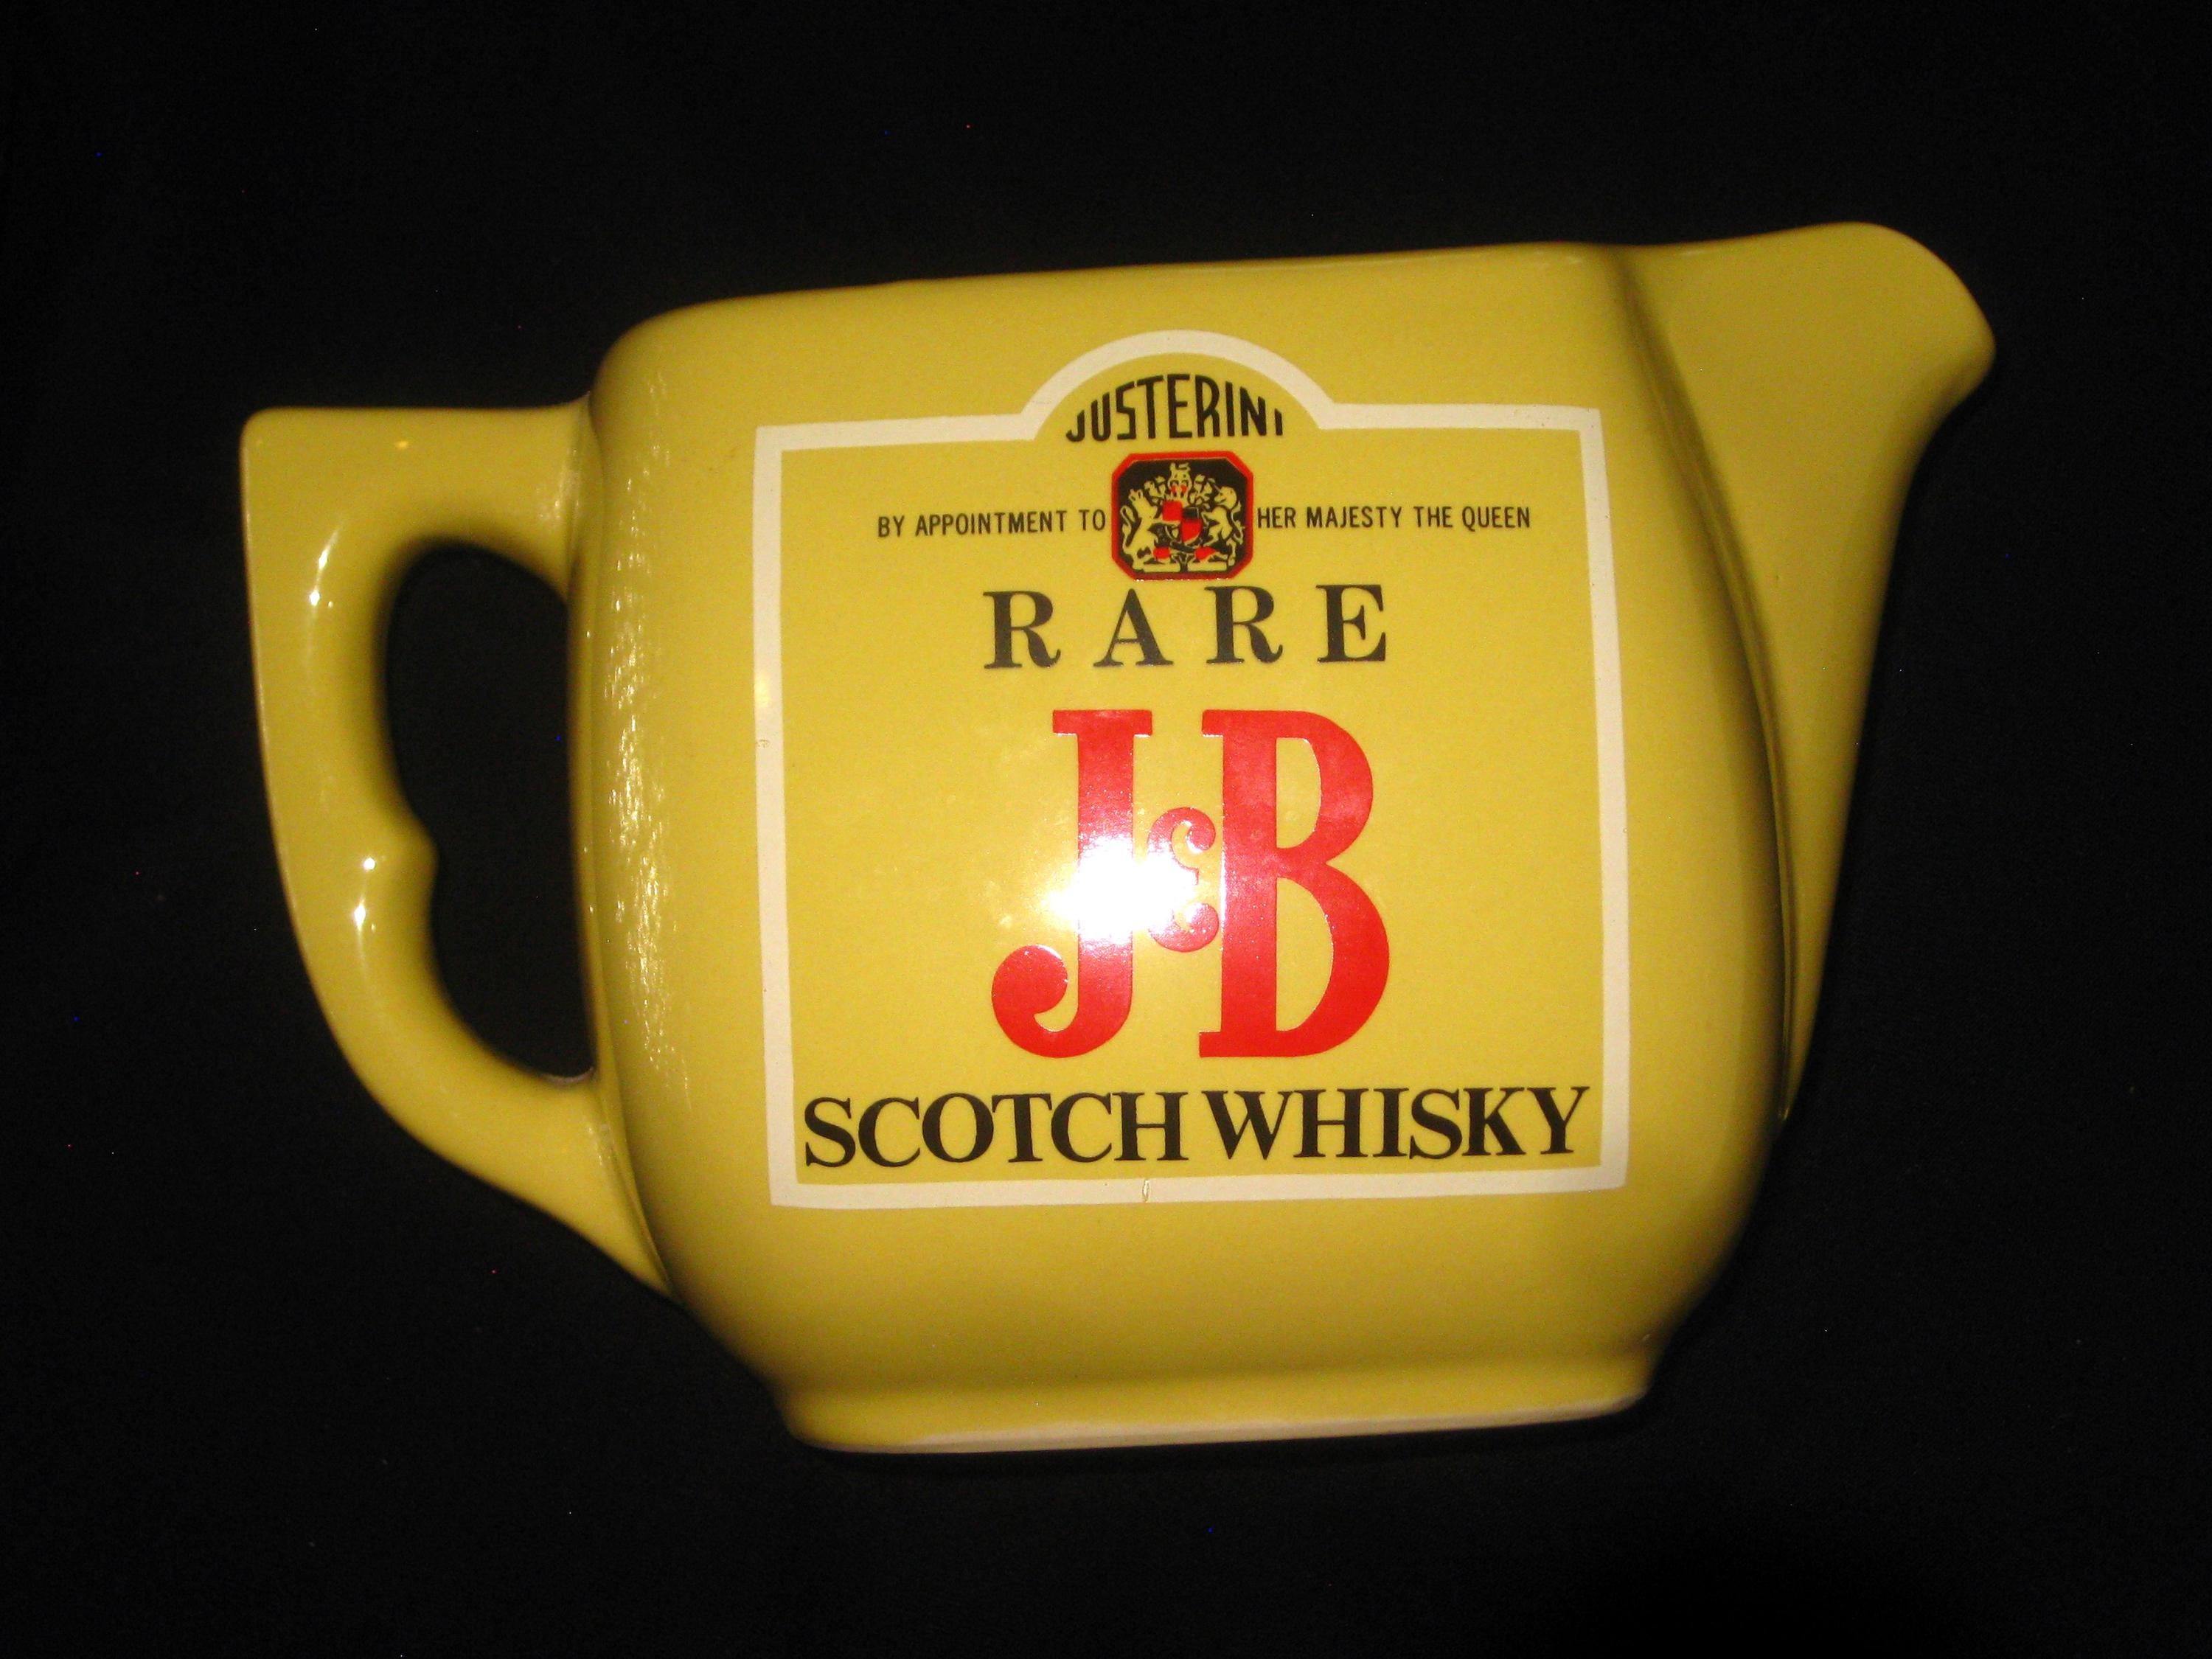 JUSTERINI
BY APPOINTMENT TO HER MAJESTY THE QUEEN
RARE
J&B
SCOTCH WHISKY